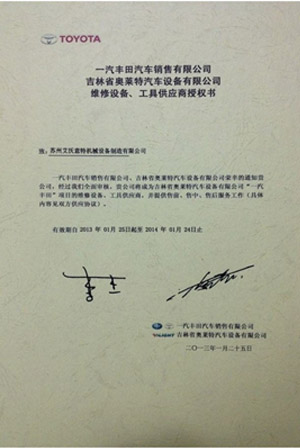 TOYOTA
一汽丰田汽车销售有限公司
吉林省奥莱特汽车设备有限公司
维修设备、工具供应商授权书
致：苏州艾沃意特机械设备制造有限公司
一汽丰田汽车销售有限公司、吉林省奥莱特汽车设备有限公司荣幸的通知贵
公司，经过我们全面审核，贵公司将成为吉林省奥莱特汽车设备有限公司“一汽
丰田”项目的维修设备、工具供应商，并提供售前、售中、售后服务工作（具体
内容见双方供应协议）。
有效期自 2013 年 01 月 25日起至 2014 年 01 月 24日止
一汽丰田汽车销售有限公司
吉林省奥莱特汽车设备有限公司
二〇一三年一月二十五日